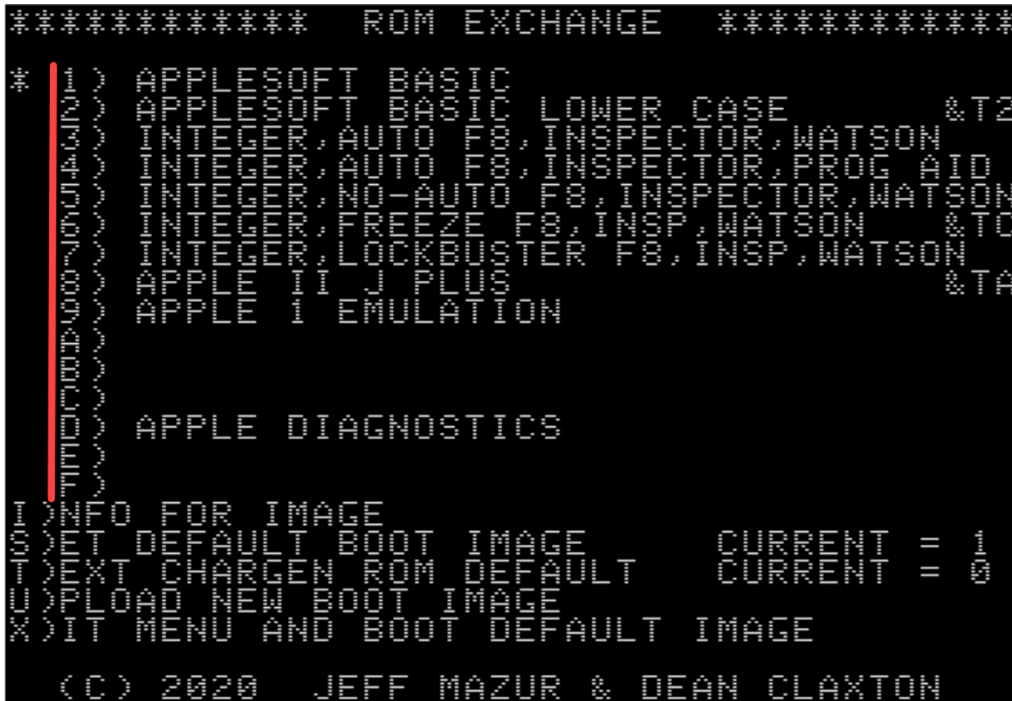 ************ ROM EXCHANGE ************
* 1) APPLESOFT BASIC
2) APPLESOFT BASIC LOWER CASE &T2
3) INTEGER,AUTO F8,INSPECTOR,WATSON
4) INTEGER,AUTO F8,INSPECTOR,PROG AID
5) INTEGER,NO-AUTO F8,INSPECTOR,WATSON
6) INTEGER,FREEZE F8,INSP,WATSON &TC
7) INTEGER,LOCKBUSTER F8,INSP,WATSON
8) APPLE II J PLUS &TA
9) APPLE 1 EMULATION
A)
B)
C)
D) APPLE DIAGNOSTICS
E)
F)
I)NFO FOR IMAGE
S)ET DEFAULT BOOT IMAGE CURRENT = 1
T)EXT CHARGEN ROM DEFAULT CURRENT = 0
U)PLOAD NEW BOOT IMAGE
X)IT MENU AND BOOT DEFAULT IMAGE
(C) 2020 JEFF MAZUR & DEAN CLAXTON